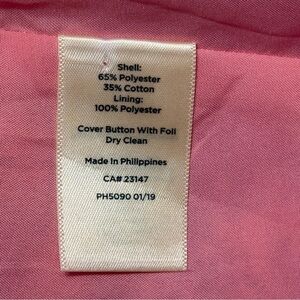 Shell:
65% Polyester
35% Cotton
Lining:
100% Polyester
Cover Button With Foil
Dry Clean
Made In Philippines
CA# 23147
PH5090 01/19